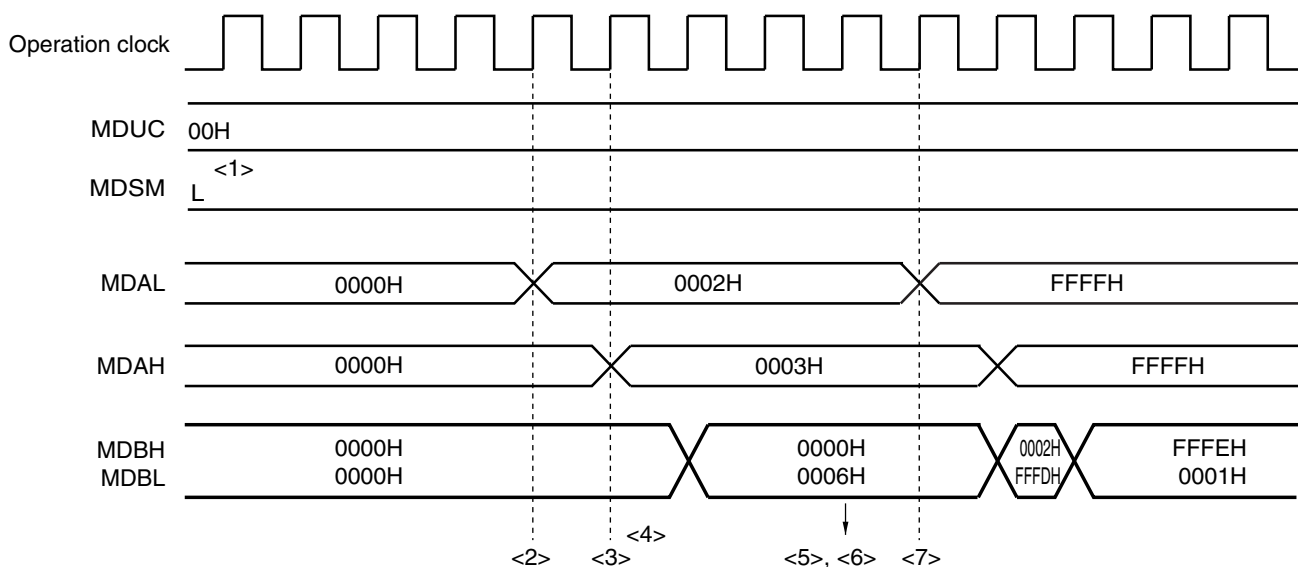 Operation clock
MDUC 00H
<1>
MDSM L
MDAL 0000H 0002H FFFFH
MDAH 0000H 0003H FFFFH
MDBH 0000H 0000H 0002H FFFEH
MDBL 0000H 0006H FFFDH 0001H
<4>
<2> <3> <5>, <6> <7>